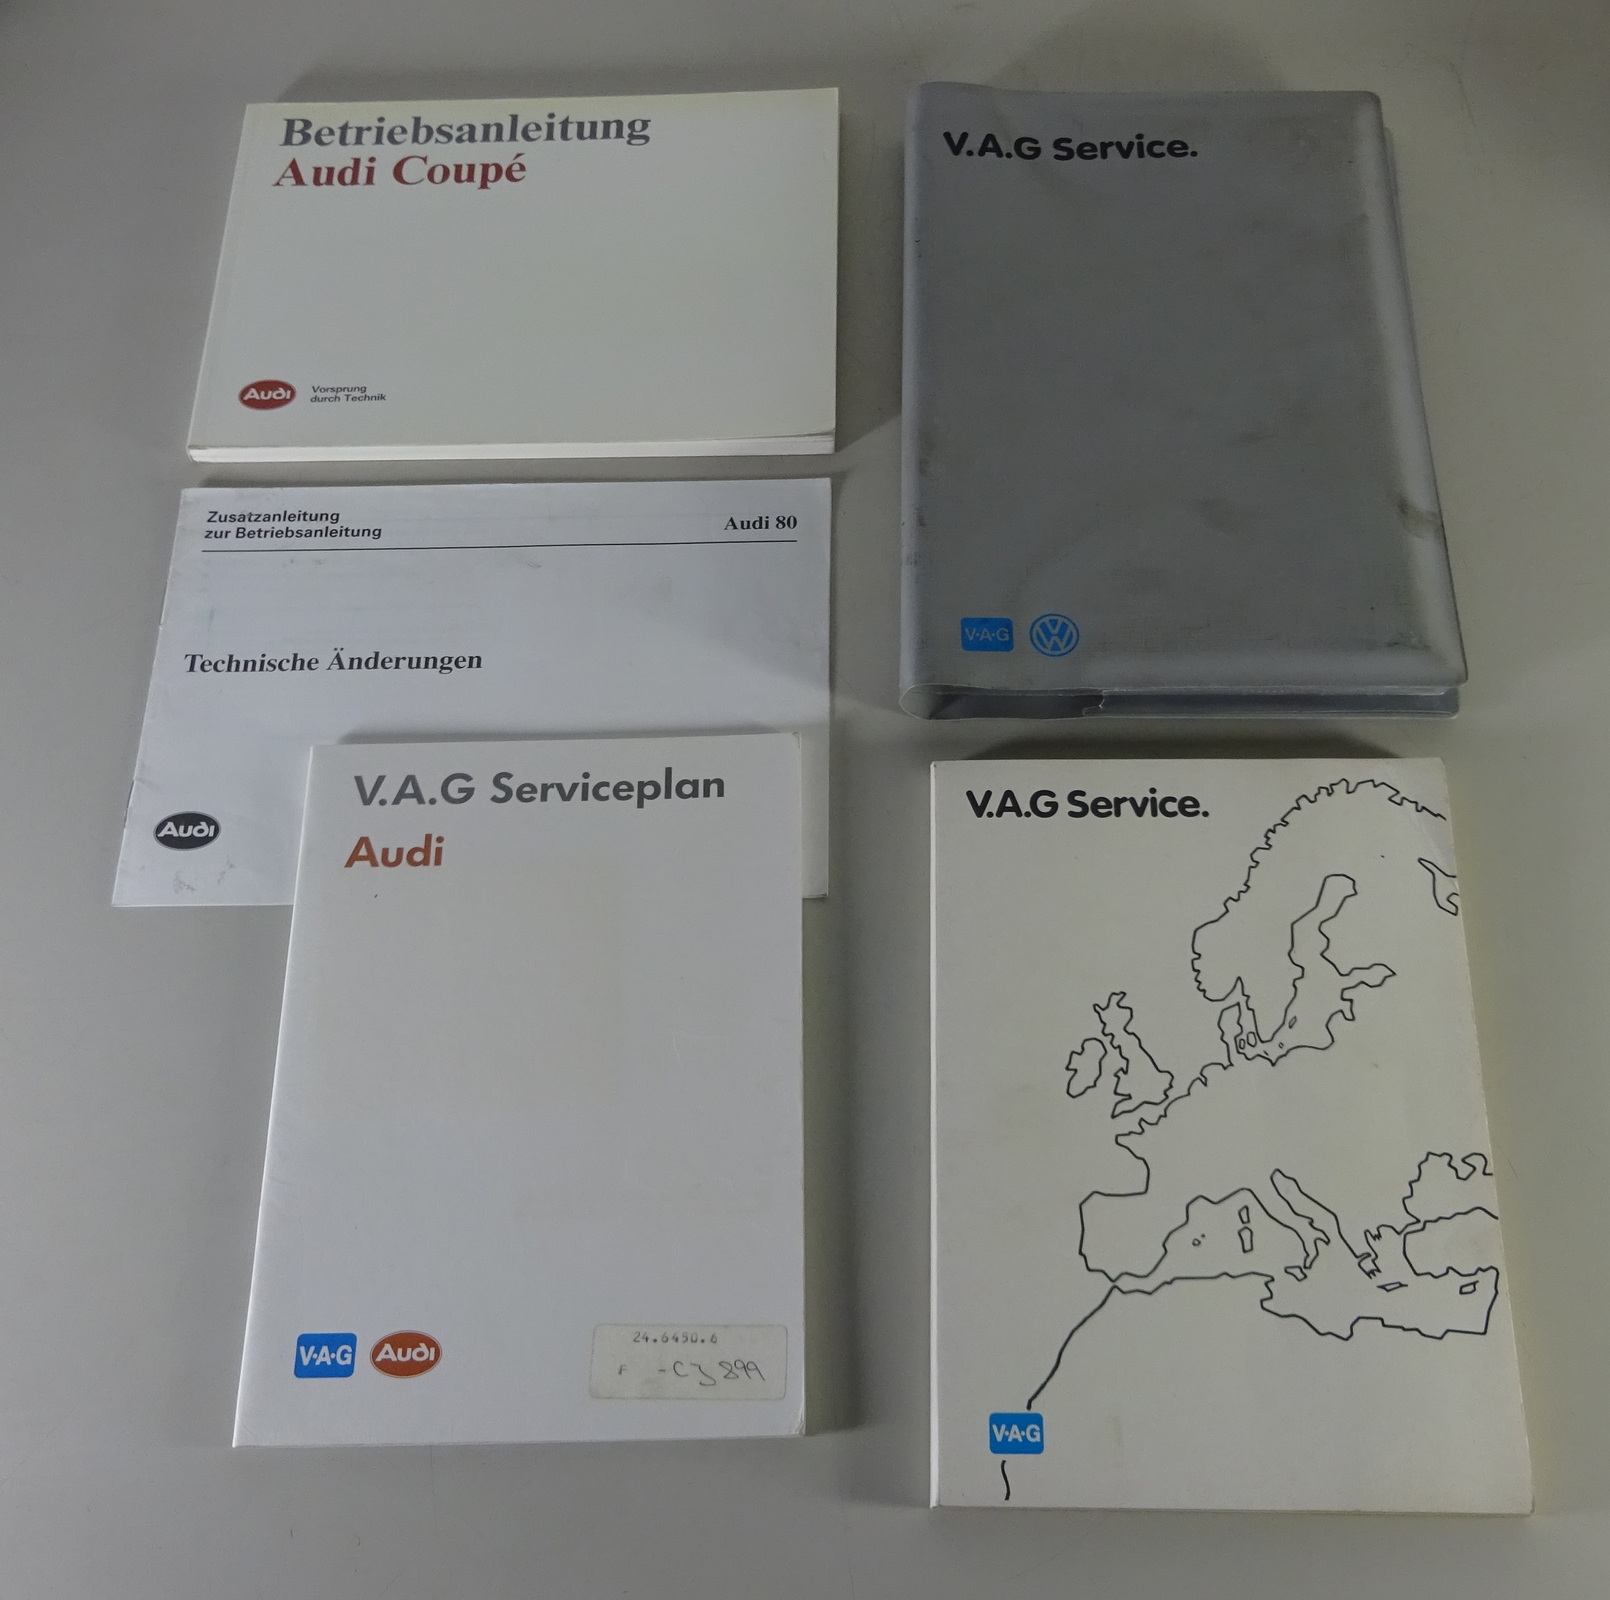 Betriebsanleitung
Audi Coupé
Audi
Vorsprung
durch Technik
V.A.G Service.
V·A·G
VW
Zusatzanleitung
zur Betriebsanleitung
Audi 80
Technische Änderungen
Audi
V.A.G Serviceplan
Audi
V·A·G
Audi
24.6450.6
F
V.A.G Service.
V·A·G